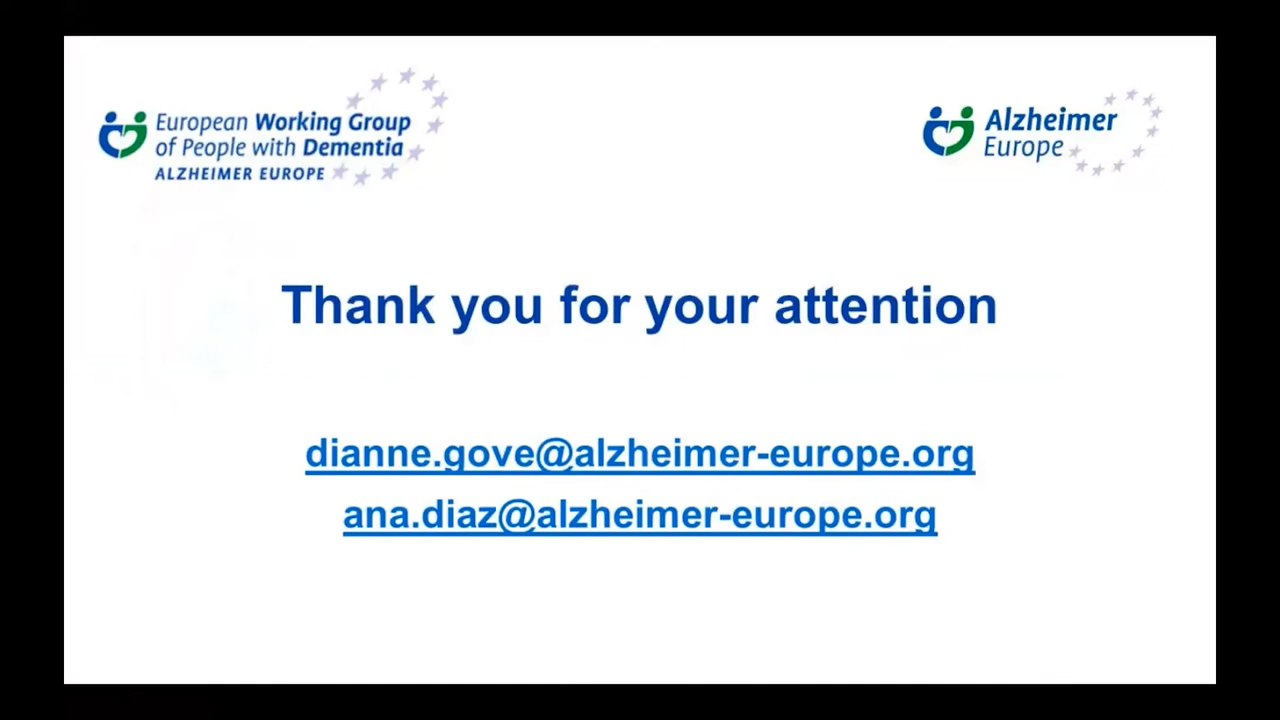 European Working Group
of People with Dementia
ALZHEIMER EUROPE
Alzheimer
Europe
Thank you for your attention
dianne.gove@alzheimer-europe.org
ana.diaz@alzheimer-europe.org